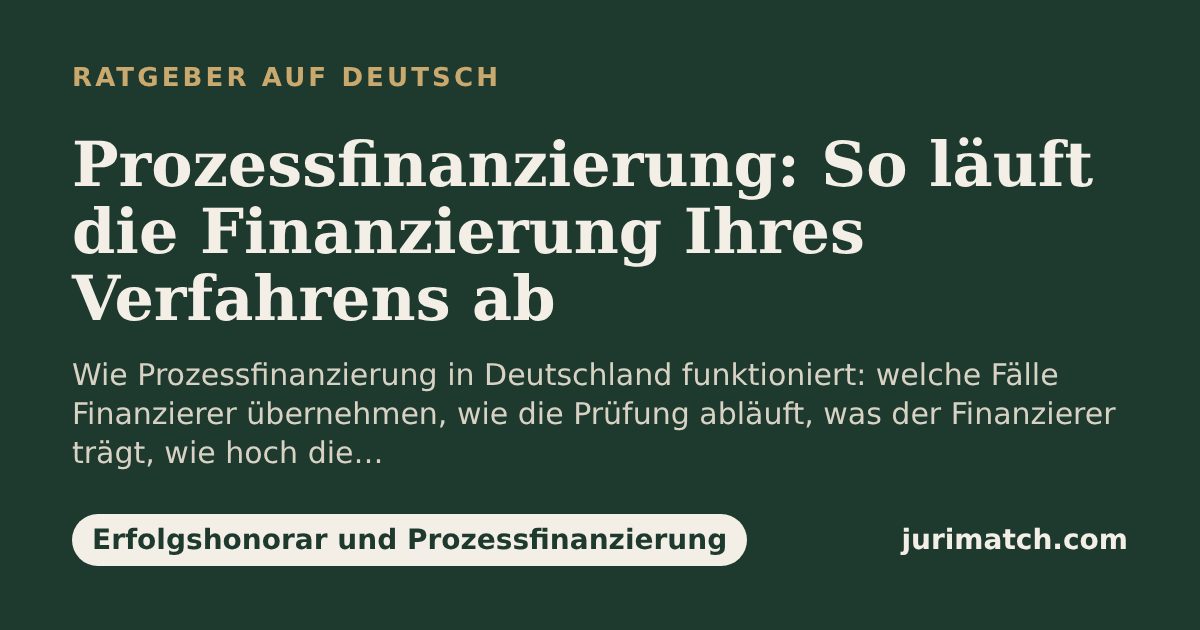 RATGEBER AUF DEUTSCH
Prozessfinanzierung: So läuft
die Finanzierung Ihres
Verfahrens ab
Wie Prozessfinanzierung in Deutschland funktioniert: welche Fälle
Finanzierer übernehmen, wie die Prüfung abläuft, was der Finanzierer
trägt, wie hoch die…
Erfolgshonorar und Prozessfinanzierung
jurimatch.com